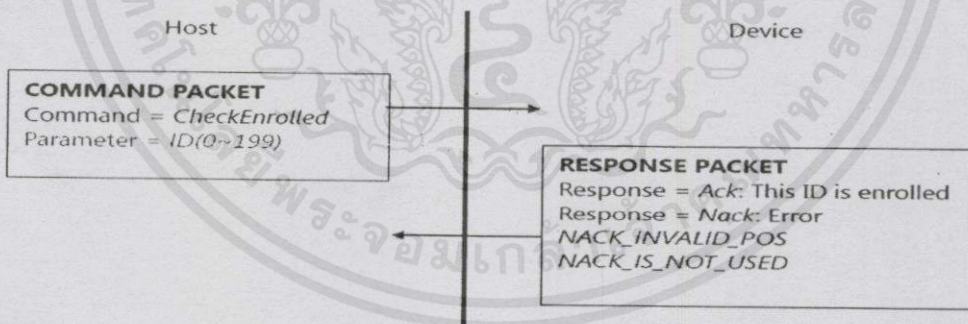 Host
Device
COMMAND PACKET
Command = CheckEnrolled
Parameter = ID(0~199)
RESPONSE PACKET
Response = Ack: This ID is enrolled
Response = Nack: Error
NACK_INVALID_POS
NACK_IS_NOT_USED